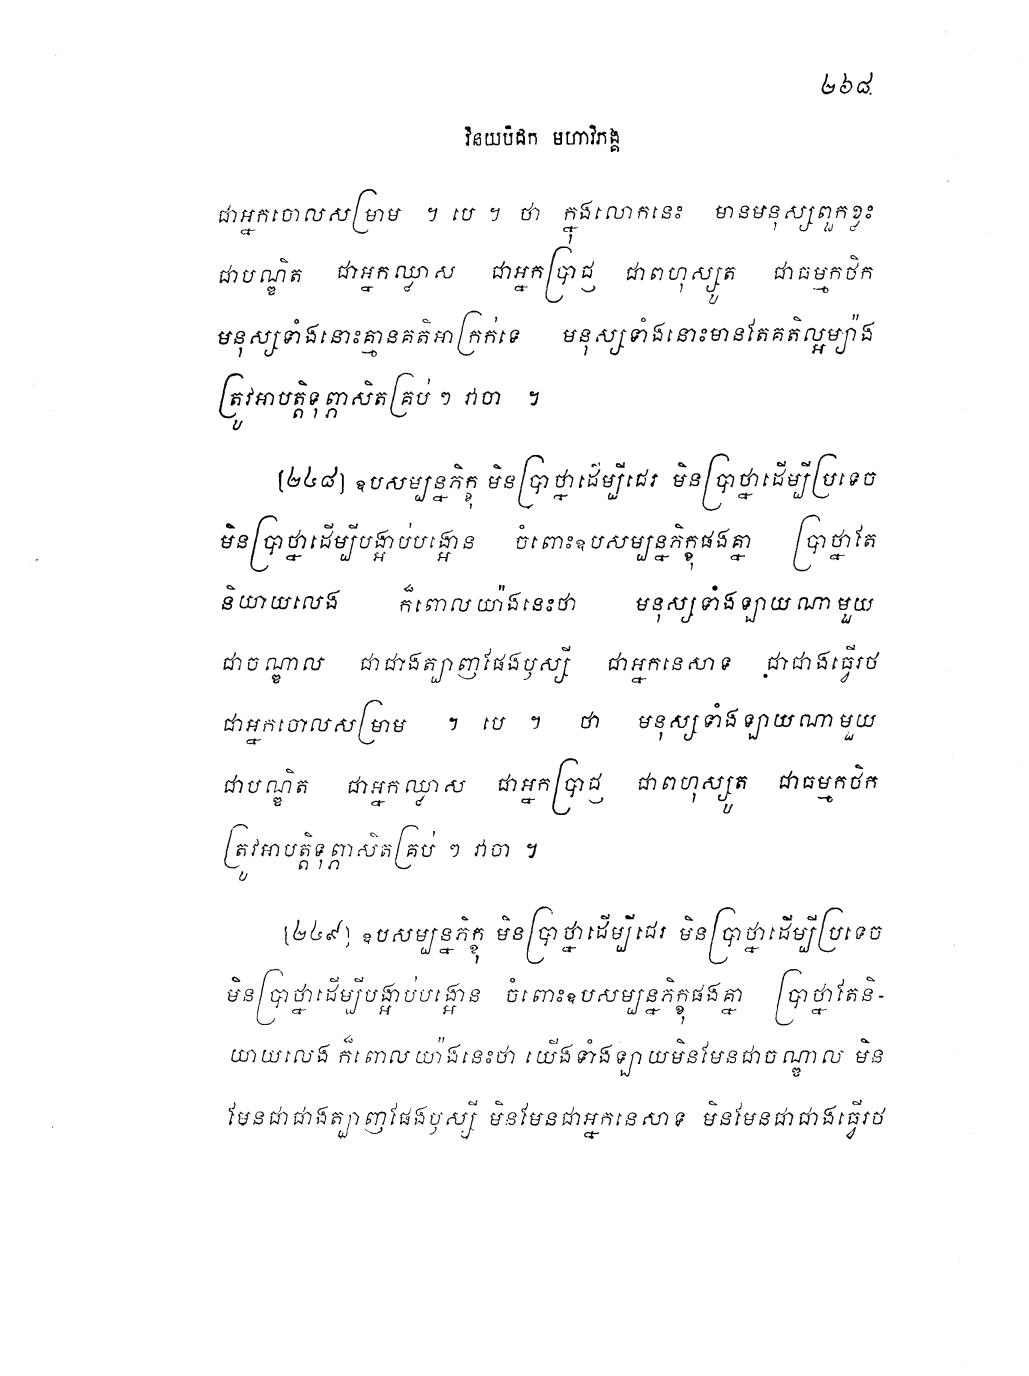 ២៦៨
វិនយបិដក មហាវិភង្គ
ជាអ្នកចោលសម្រាម ។ បេ ។ ថា ក្នុងលោកនេះ មានមនុស្សពួកខ្លះ
ជាបណ្ឌិត ជាអ្នកឈ្លាស ជាអ្នកប្រាជ្ញ ជាពហុស្សូត ជាធម្មកថិក
មនុស្សទាំងនោះគ្មានគតិអាក្រក់ទេ មនុស្សទាំងនោះមានតែគតិល្អម្យ៉ាង
ត្រូវអាបត្តិទុព្ភាសិតគ្រប់ ៗ វាចា ។
[២៤៨] ឧបសម្បន្នភិក្ខុ មិនប្រាថ្នាដើម្បីជេរ មិនប្រាថ្នាដើម្បីប្រទេច
មិនប្រាថ្នាដើម្បីបង្អាប់បង្អោន ចំពោះឧបសម្បន្នភិក្ខុផងគ្នា ប្រាថ្នាតែ
និយាយលេង ក៏ពោលយ៉ាងនេះថា មនុស្សទាំងឡាយណាមួយ
ជាចណ្ឌាល ជាជាងត្បាញផែងឫស្សី ជាអ្នកនេសាទ ជាជាងធ្វើរថ
ជាអ្នកចោលសម្រាម ។ បេ ។ ថា មនុស្សទាំងឡាយណាមួយ
ជាបណ្ឌិត ជាអ្នកឈ្លាស ជាអ្នកប្រាជ្ញ ជាពហុស្សូត ជាធម្មកថិក
ត្រូវអាបត្តិទុព្ភាសិតគ្រប់ ៗ វាចា ។
[២៤៩] ឧបសម្បន្នភិក្ខុ មិនប្រាថ្នាដើម្បីជេរ មិនប្រាថ្នាដើម្បីប្រទេច
មិនប្រាថ្នាដើម្បីបង្អាប់បង្អោន ចំពោះឧបសម្បន្នភិក្ខុផងគ្នា ប្រាថ្នាតែនិ-
យាយលេង ក៏ពោលយ៉ាងនេះថា យើងទាំងឡាយមិនមែនជាចណ្ឌាល មិន
មែនជាជាងត្បាញផែងឫស្សី មិនមែនជាអ្នកនេសាទ មិនមែនជាជាងធ្វើរថ